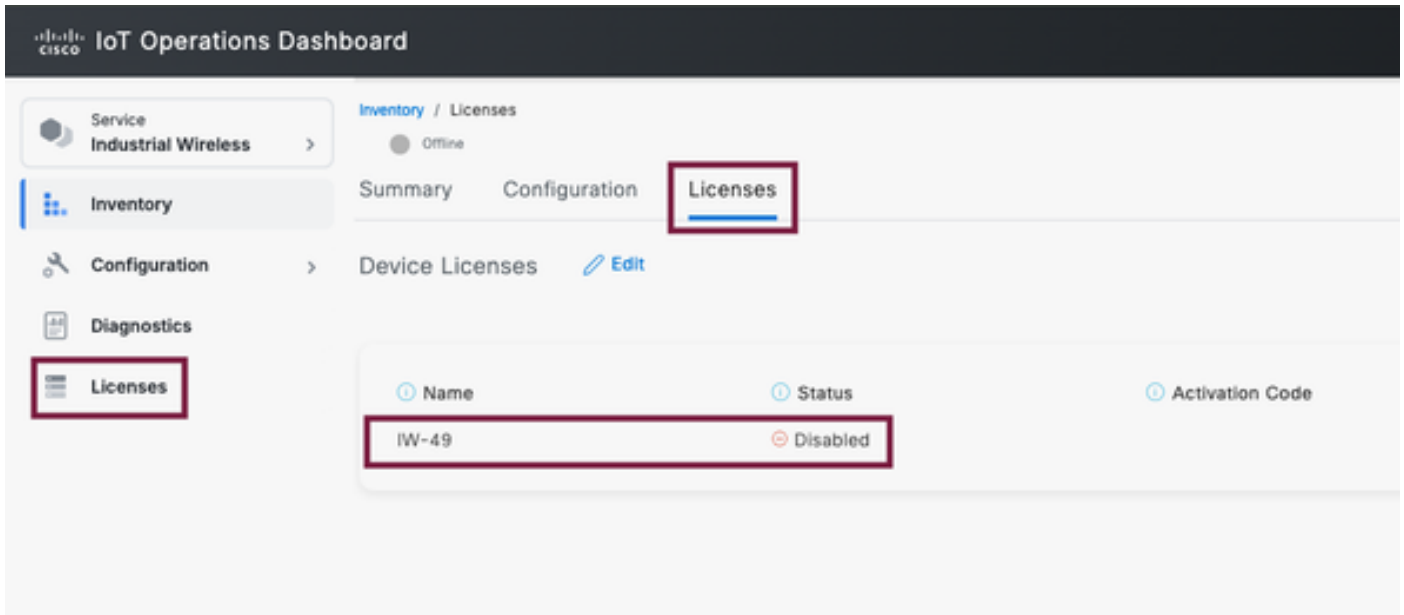 cisco IoT Operations Dashboard
Service
Industrial Wireless
Inventory
Configuration
Diagnostics
Licenses
Inventory / Licenses
Offline
Summary Configuration Licenses
Device Licenses Edit
Name Status Activation Code
IW-49 Disabled